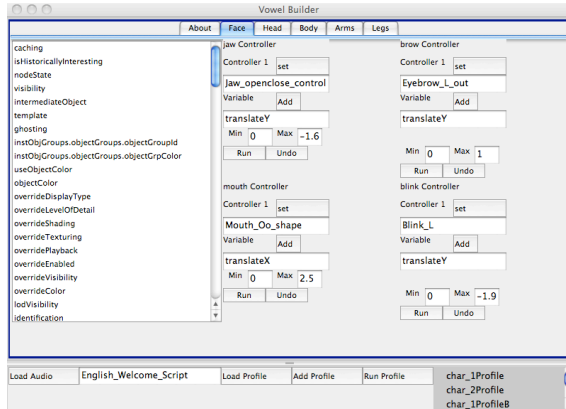 Vowel Builder
About Face Head Body Arms Legs
caching
isHistoricallyInteresting
nodeState
visibility
intermediateObject
template
ghosting
instObjGroups.objectGroups.objectGroupId
instObjGroups.objectGroups.objectGrpColor
useObjectColor
objectColor
overrideDisplayType
overrideLevelOfDetail
overrideShading
overrideTexturing
overridePlayback
overrideEnabled
overrideVisibility
overrideColor
lodVisibility
identification
jaw Controller
Controller 1 set
Jaw_openclose_control
Variable Add
translateY
Min 0 Max -1.6
Run Undo
mouth Controller
Controller 1 set
Mouth_Oo_shape
Variable Add
translateX
Min 0 Max 2.5
Run Undo
brow Controller
Controller 1 set
Eyebrow_L_out
Variable Add
translateY
Min 0 Max 1
Run Undo
blink Controller
Controller 1 set
Blink_L
Variable Add
translateY
Min 0 Max -1.9
Run Undo
Load Audio English_Welcome_Script Load Profile Add Profile Run Profile
char_1Profile
char_2Profile
char_1ProfileB